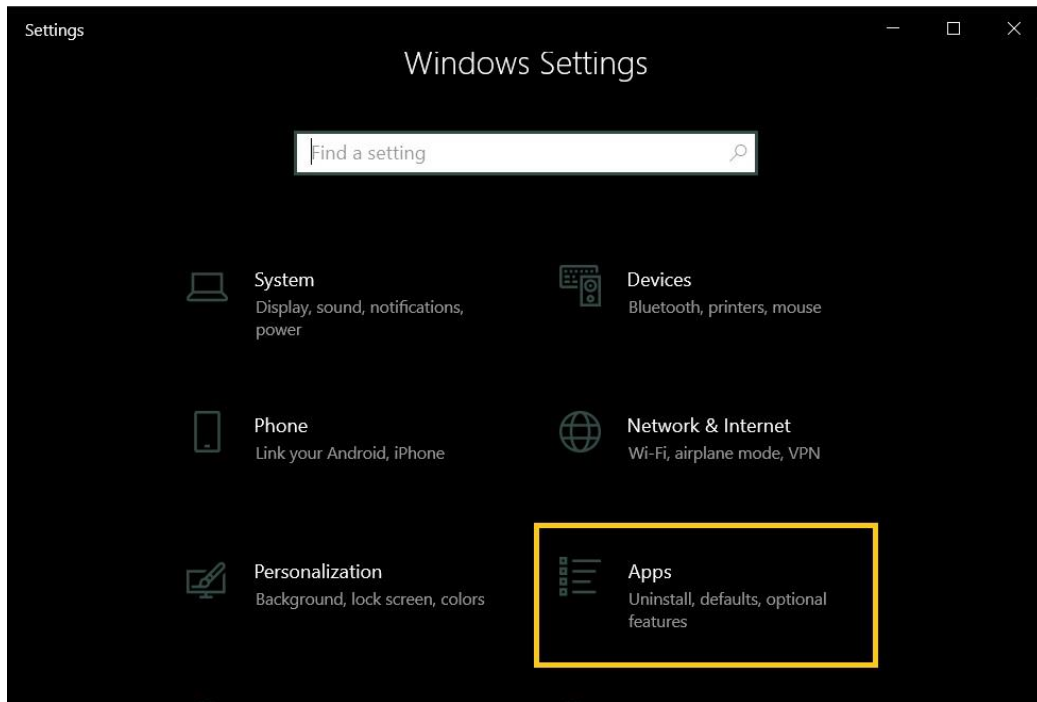 Settings
Windows Settings
Find a setting
System
Display, sound, notifications,
power
Devices
Bluetooth, printers, mouse
Phone
Link your Android, iPhone
Network & Internet
Wi-Fi, airplane mode, VPN
Personalization
Background, lock screen, colors
Apps
Uninstall, defaults, optional
features